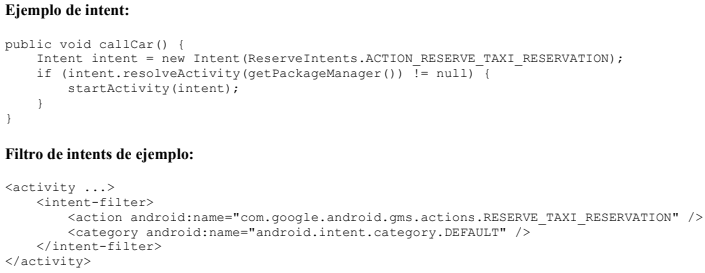 Ejemplo de intent:
public void callCar() {
    Intent intent = new Intent(ReserveIntents.ACTION_RESERVE_TAXI_RESERVATION);
    if (intent.resolveActivity(getPackageManager()) != null) {
        startActivity(intent);
    }
}
Filtro de intents de ejemplo:
<activity ...>
    <intent-filter>
        <action android:name="com.google.android.gms.actions.RESERVE_TAXI_RESERVATION" />
        <category android:name="android.intent.category.DEFAULT" />
    </intent-filter>
</activity>